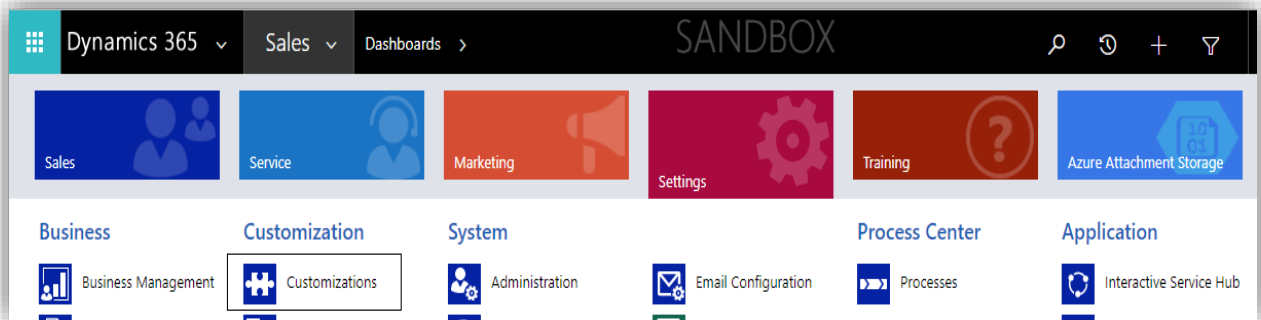 Dynamics 365 Sales Dashboards SANDBOX
Sales Service Marketing Settings Training Azure Attachment Storage
Business Customization System Process Center Application
Business Management Customizations Administration Email Configuration Processes Interactive Service Hub